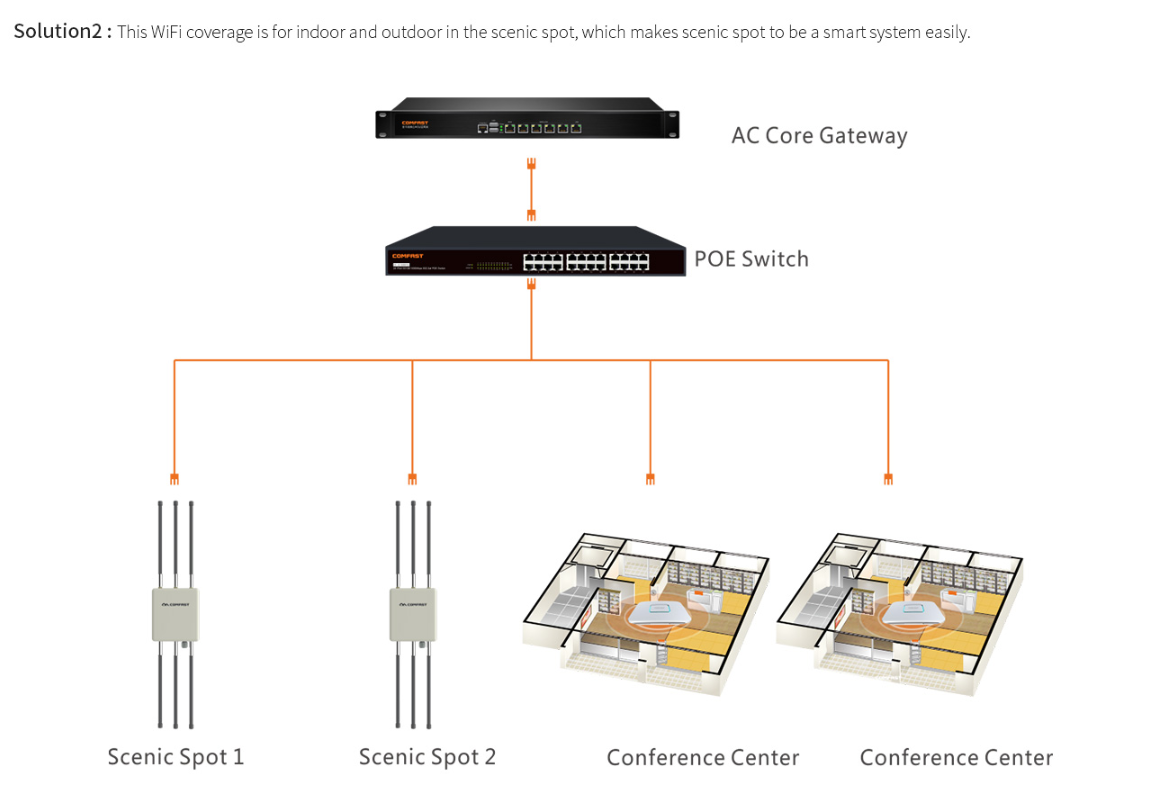 Solution2 : This WiFi coverage is for indoor and outdoor in the scenic spot, which makes scenic spot to be a smart system easily.
COMFAST
AC Core Gateway
COMFAST
POE Switch
COMFAST
COMFAST
Scenic Spot 1
Scenic Spot 2
Conference Center
Conference Center